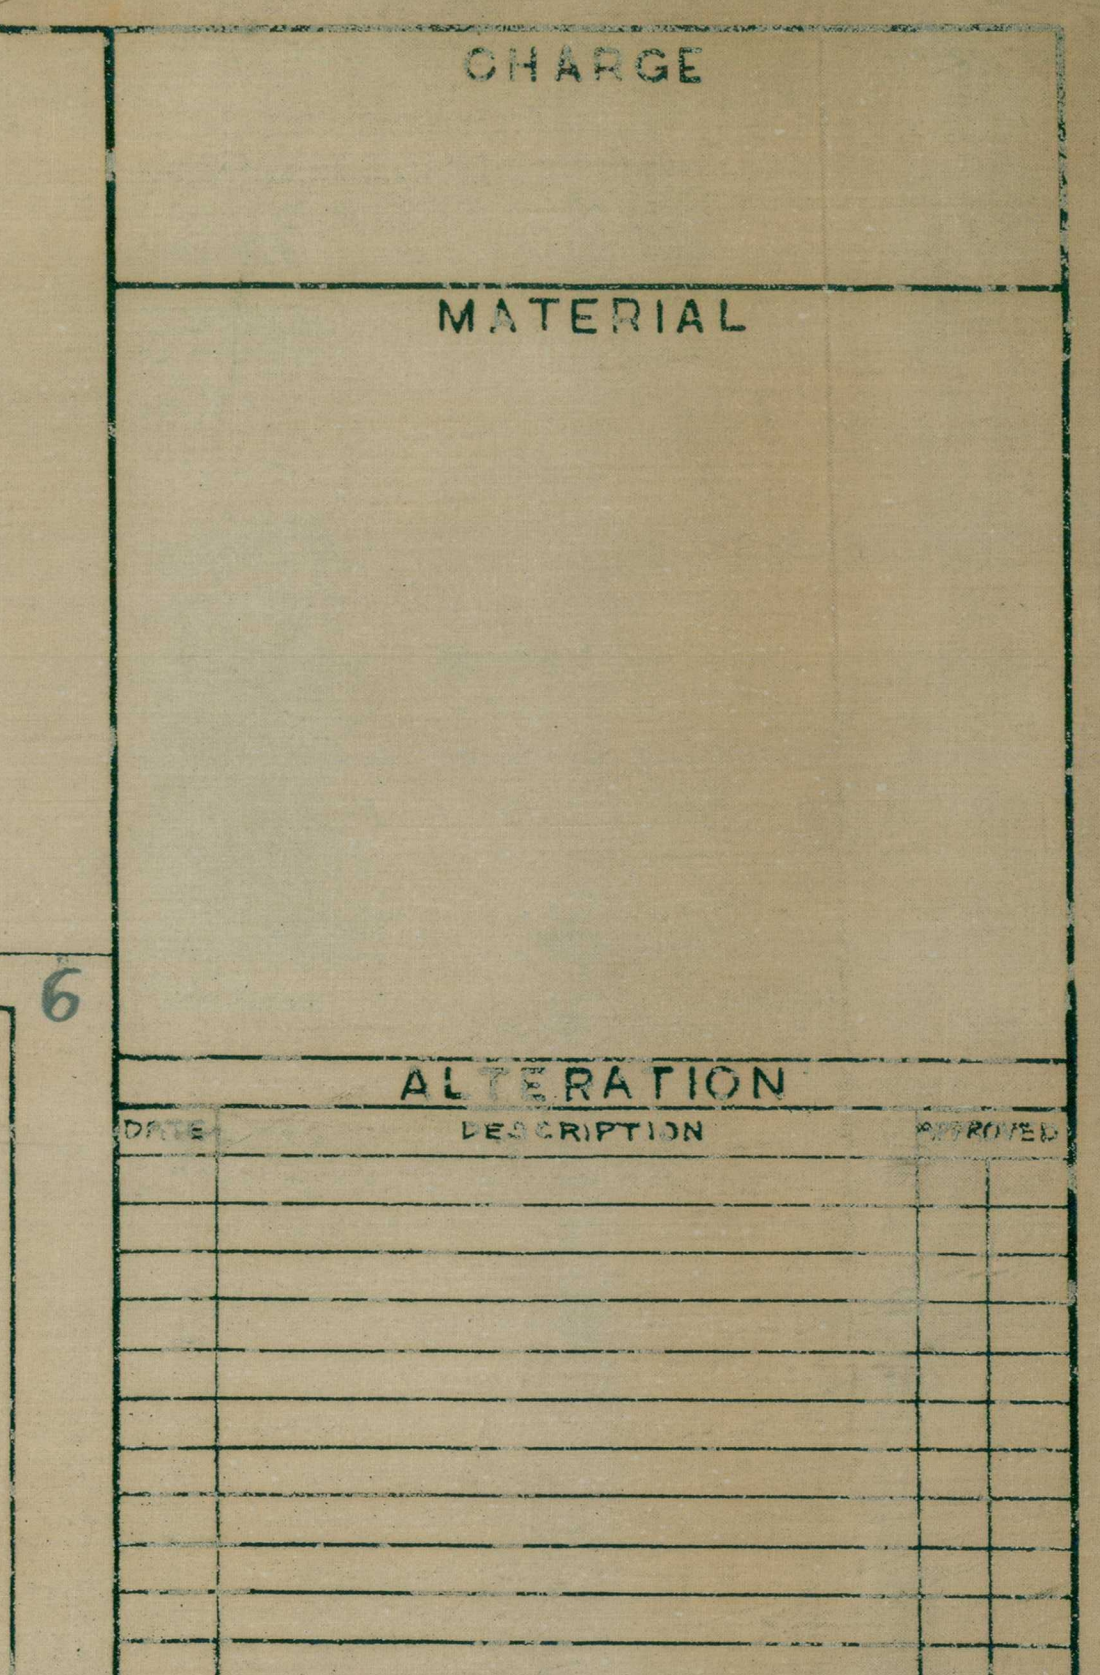 CHARGE
MATERIAL
6
ALTERATION
DATE DESCRIPTION APPROVED